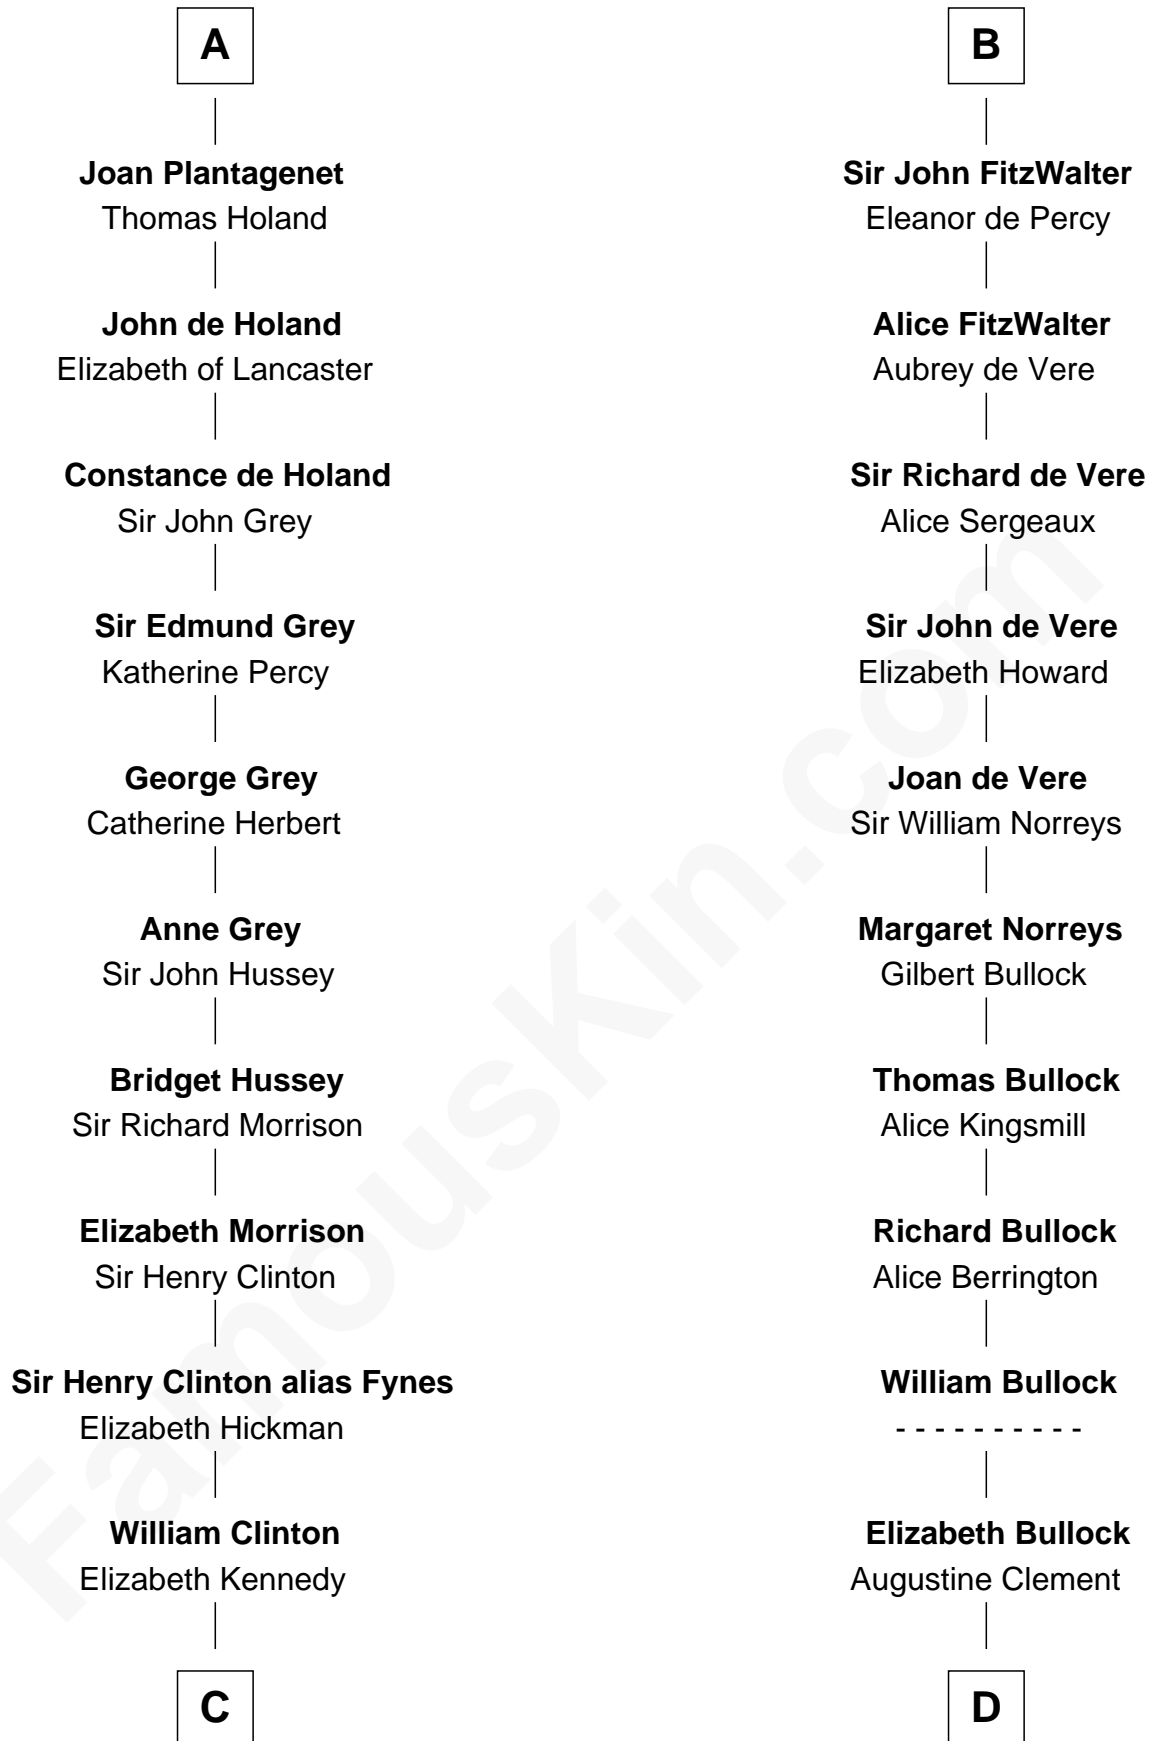 A
Joan Plantagenet
Thomas Holand
John de Holand
Elizabeth of Lancaster
Constance de Holand
Sir John Grey
Sir Edmund Grey
Katherine Percy
George Grey
Catherine Herbert
Anne Grey
Sir John Hussey
Bridget Hussey
Sir Richard Morrison
Elizabeth Morrison
Sir Henry Clinton
Sir Henry Clinton alias Fynes
Elizabeth Hickman
William Clinton
Elizabeth Kennedy
C
B
Sir John FitzWalter
Eleanor de Percy
Alice FitzWalter
Aubrey de Vere
Sir Richard de Vere
Alice Sergeaux
Sir John de Vere
Elizabeth Howard
Joan de Vere
Sir William Norreys
Margaret Norreys
Gilbert Bullock
Thomas Bullock
Alice Kingsmill
Richard Bullock
Alice Berrington
William Bullock
- - - - - - - - - -
Elizabeth Bullock
Augustine Clement
D
FamousKin.com